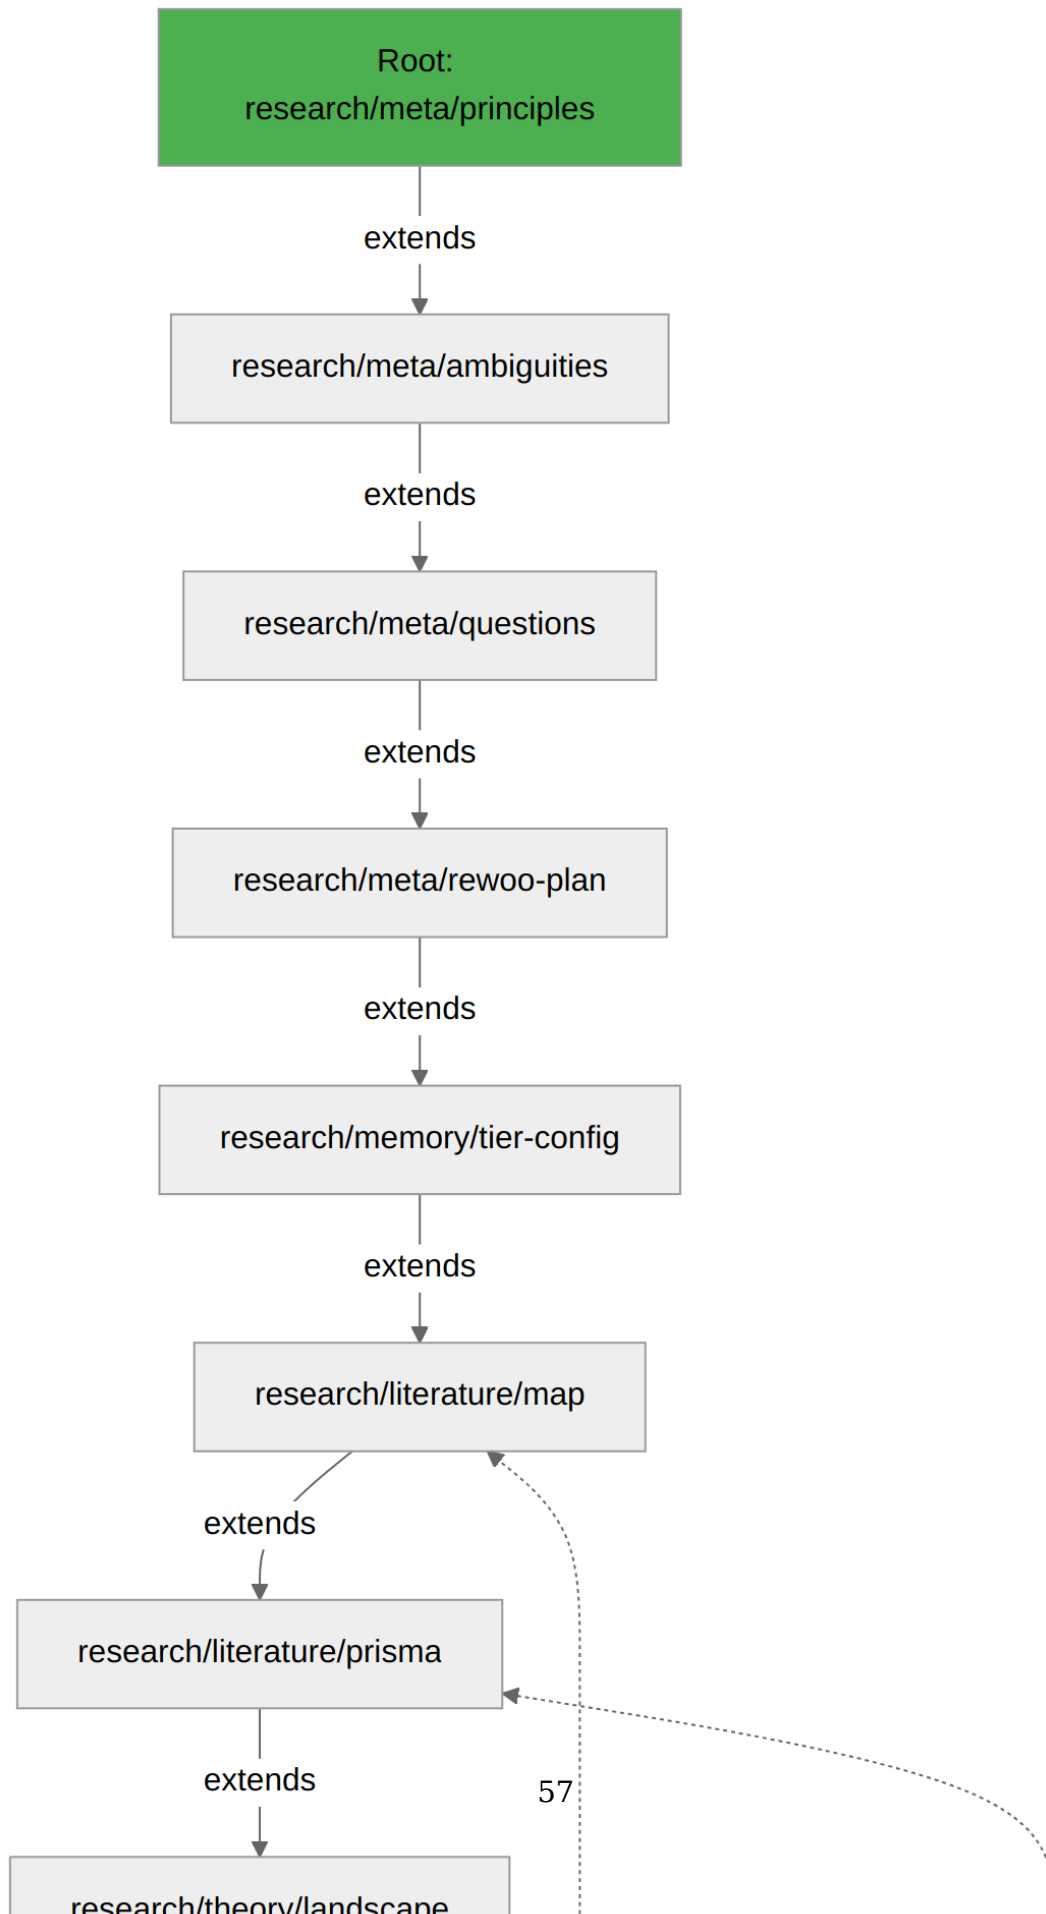 Root:
research/meta/principles
extends
research/meta/ambiguities
extends
research/meta/questions
extends
research/meta/rewoo-plan
extends
research/memory/tier-config
extends
research/literature/map
extends
research/literature/prisma
extends
57
research/theory/landscape